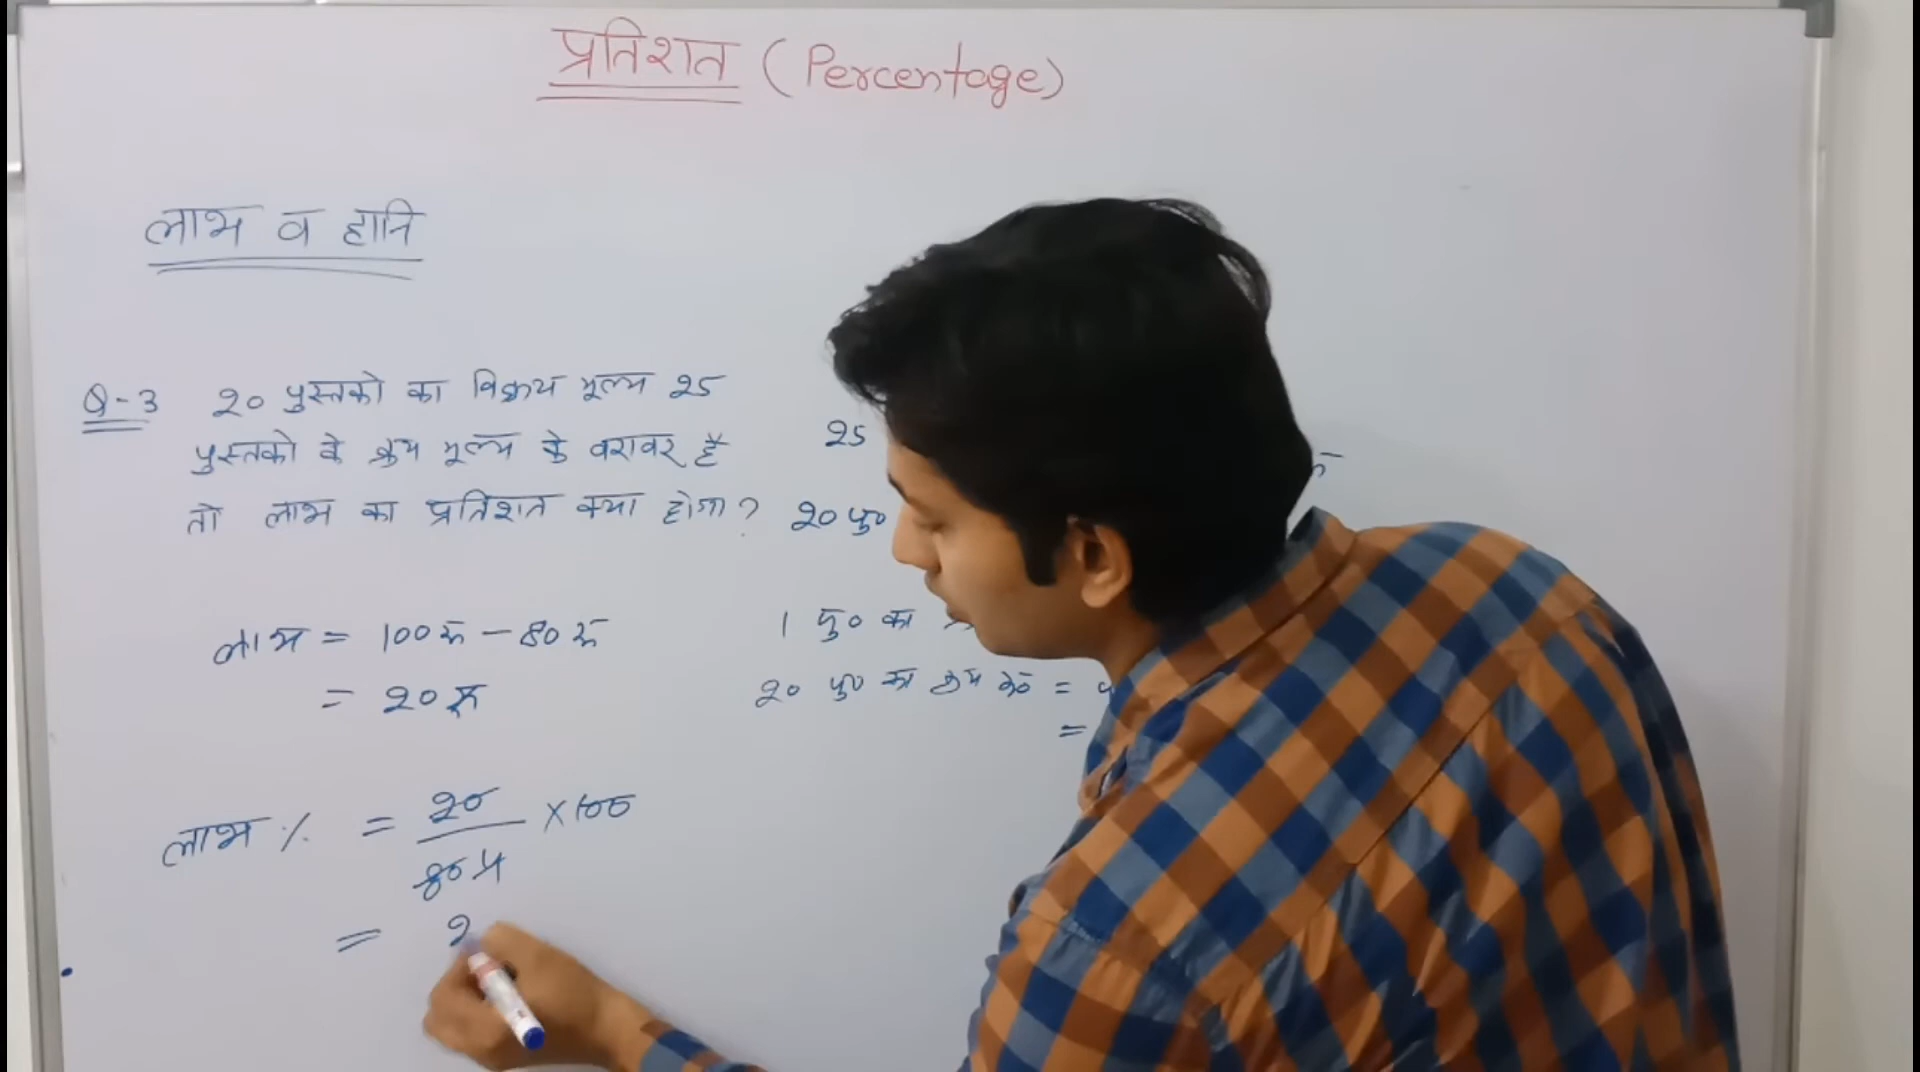 प्रतिशत (Percentage)
लाभ व हानि
Q-3 20 पुस्तको का विक्रय मूल्य 25
पुस्तको के क्रय मूल्य के बराबर है
तो लाभ का प्रतिशत क्या होगा?
25
20 पु०
लाभ = 100रू - 80रू
= 20रू
1 पु० का
20 पु० का क्रय मू० =
=
लाभ % = 20/80 x 100
= 2